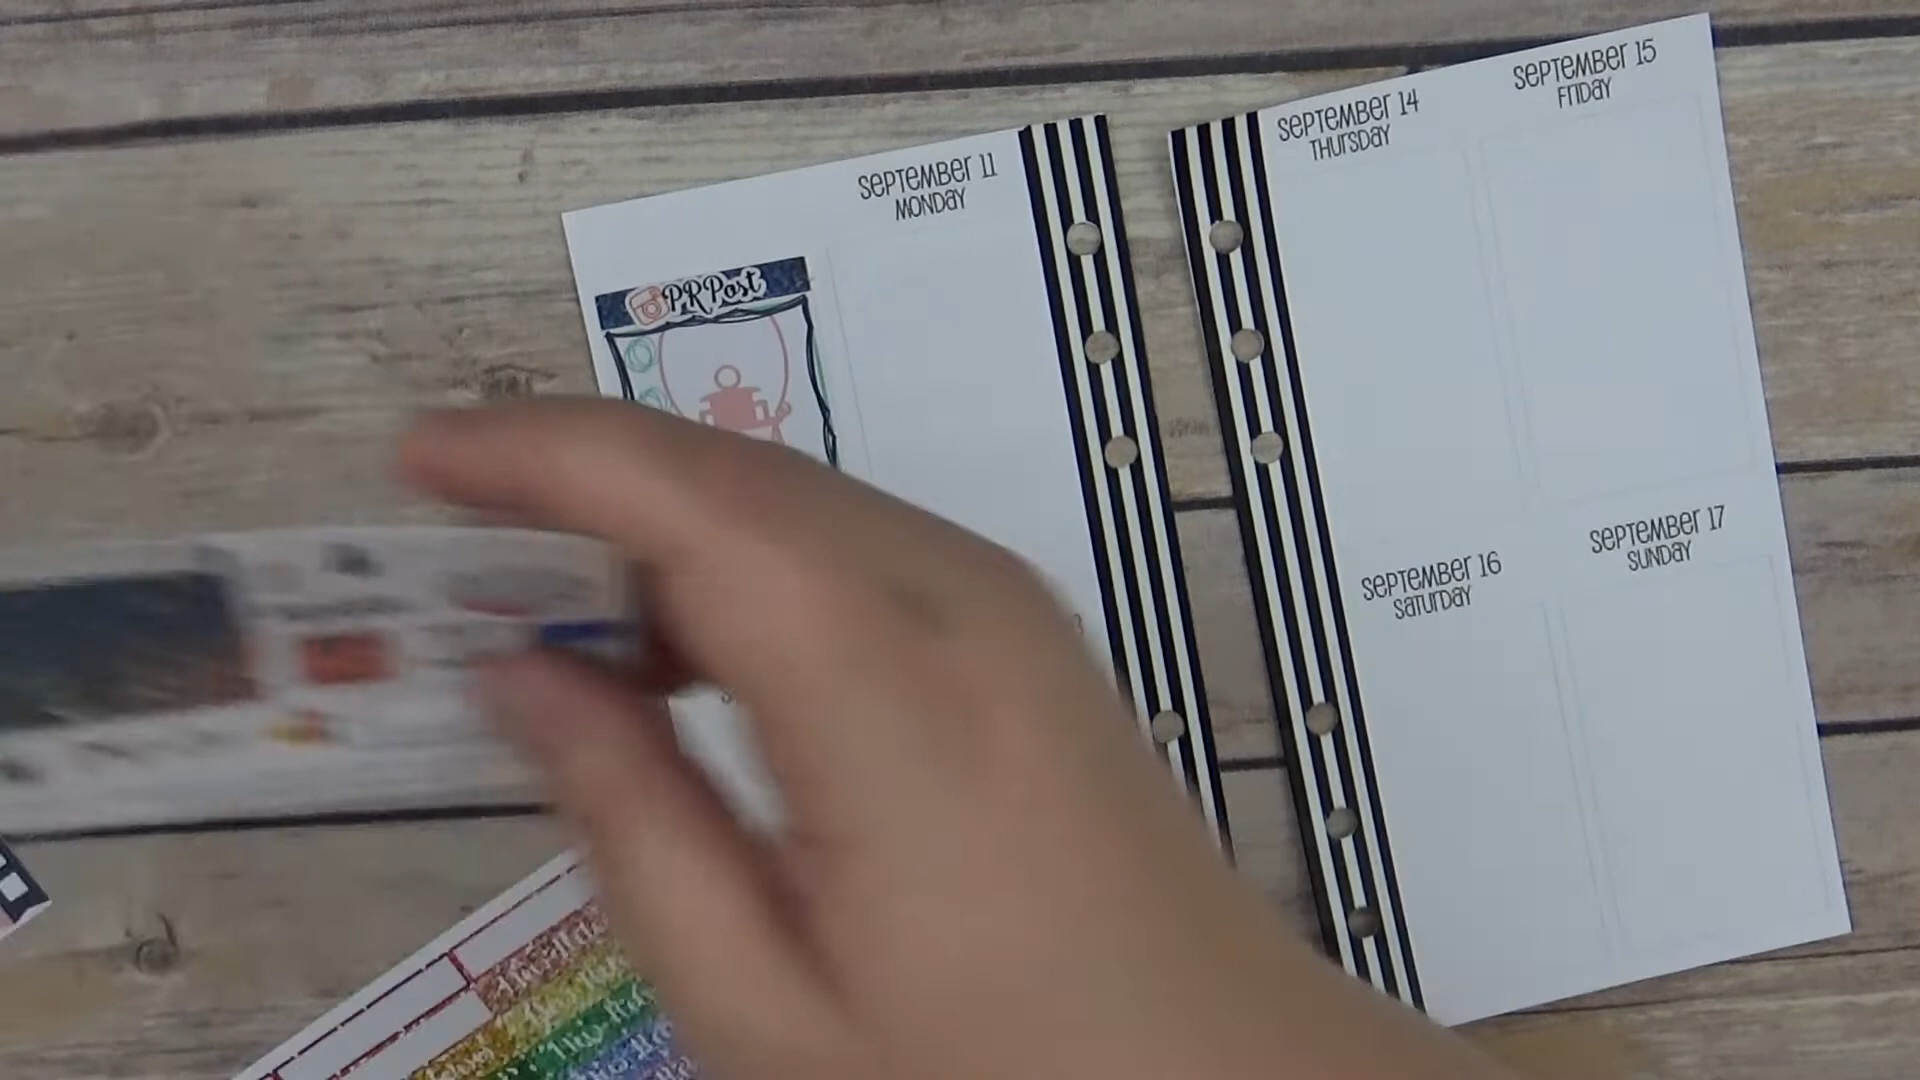 SEPTEMBER 11
MONDAY
PR Post
SEPTEMBER 14
THURSDAY
SEPTEMBER 15
FRIDAY
SEPTEMBER 16
SATURDAY
SEPTEMBER 17
SUNDAY